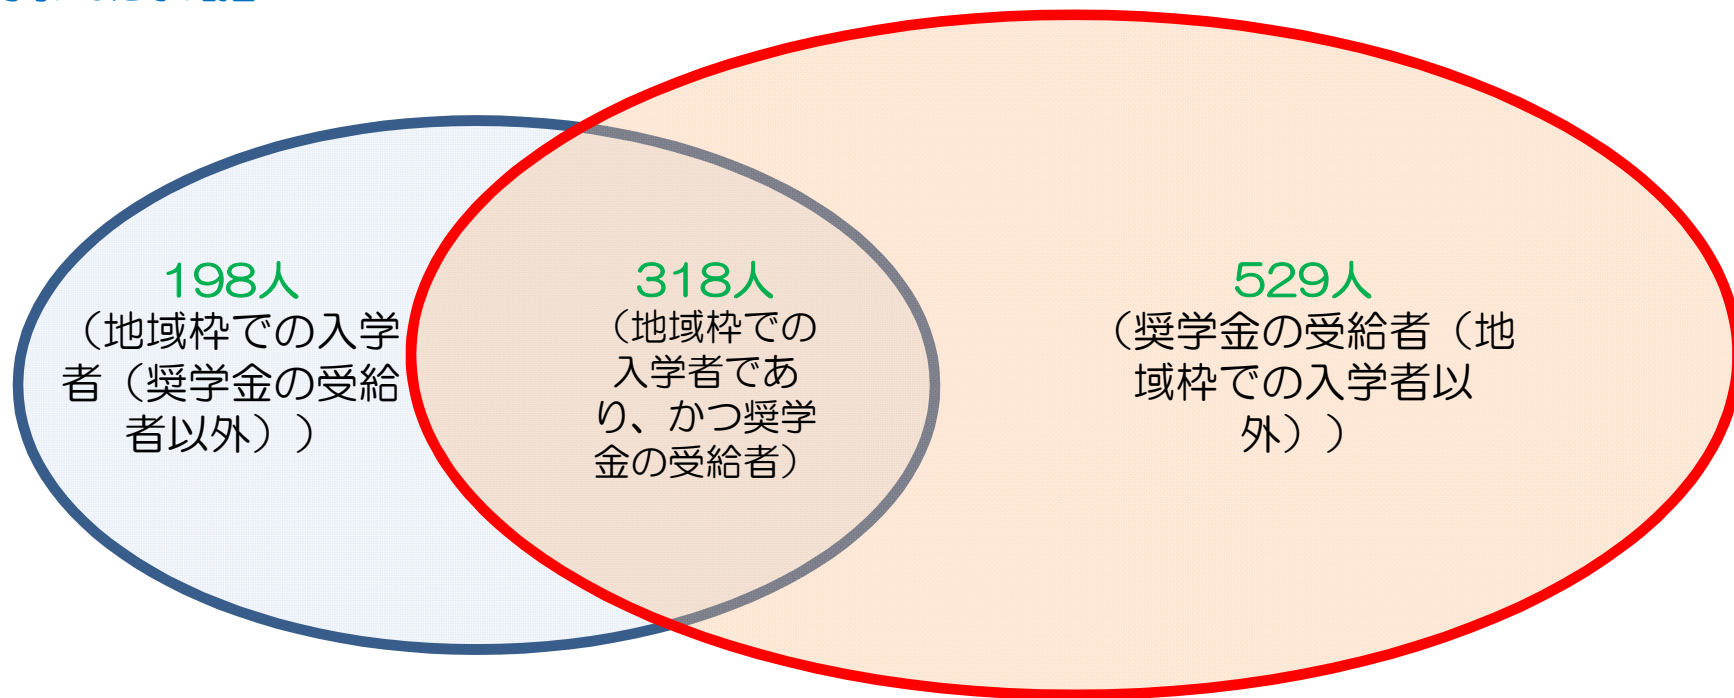 198人
（地域枠での入学
者（奨学金の受給
者以外））
318人
（地域枠での
入学者であ
り、かつ奨学
金の受給者）
529人
（奨学金の受給者（地
域枠での入学者以
外））